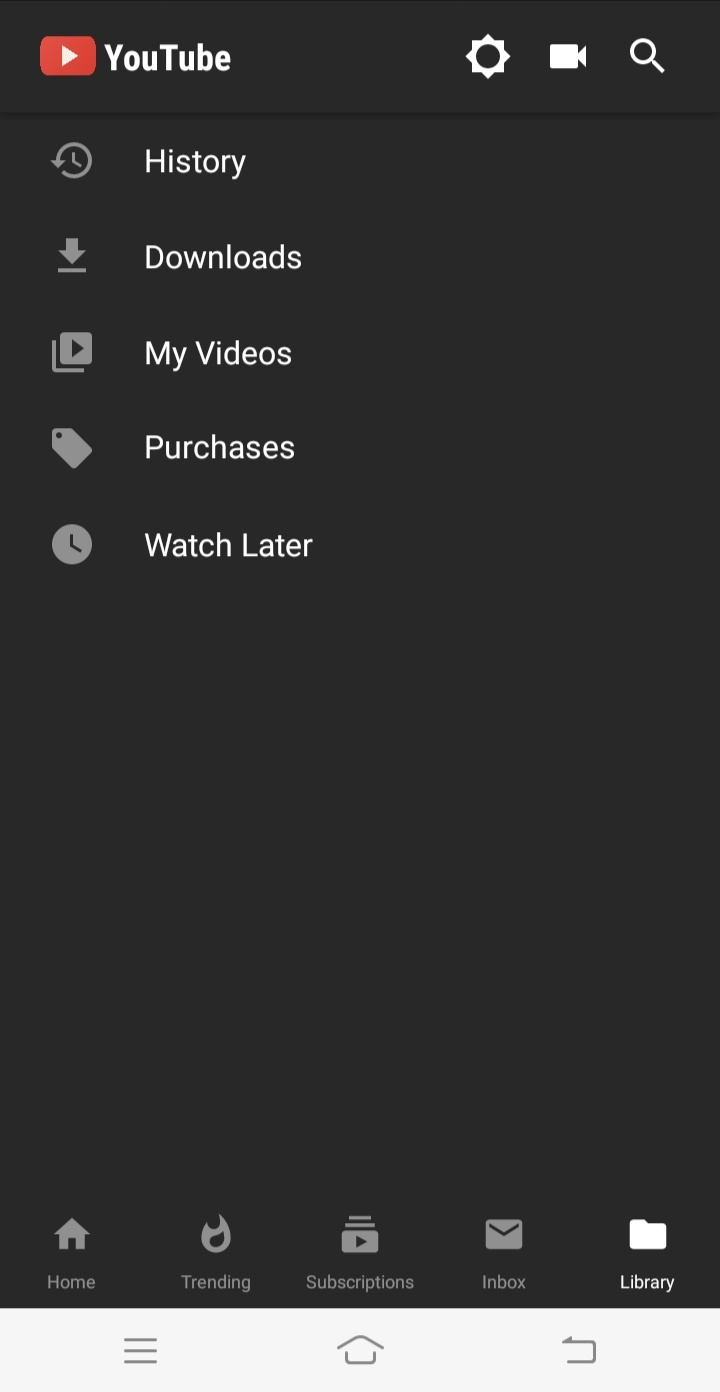 YouTube
History
Downloads
My Videos
Purchases
Watch Later
Home
Trending
Subscriptions
Inbox
Library